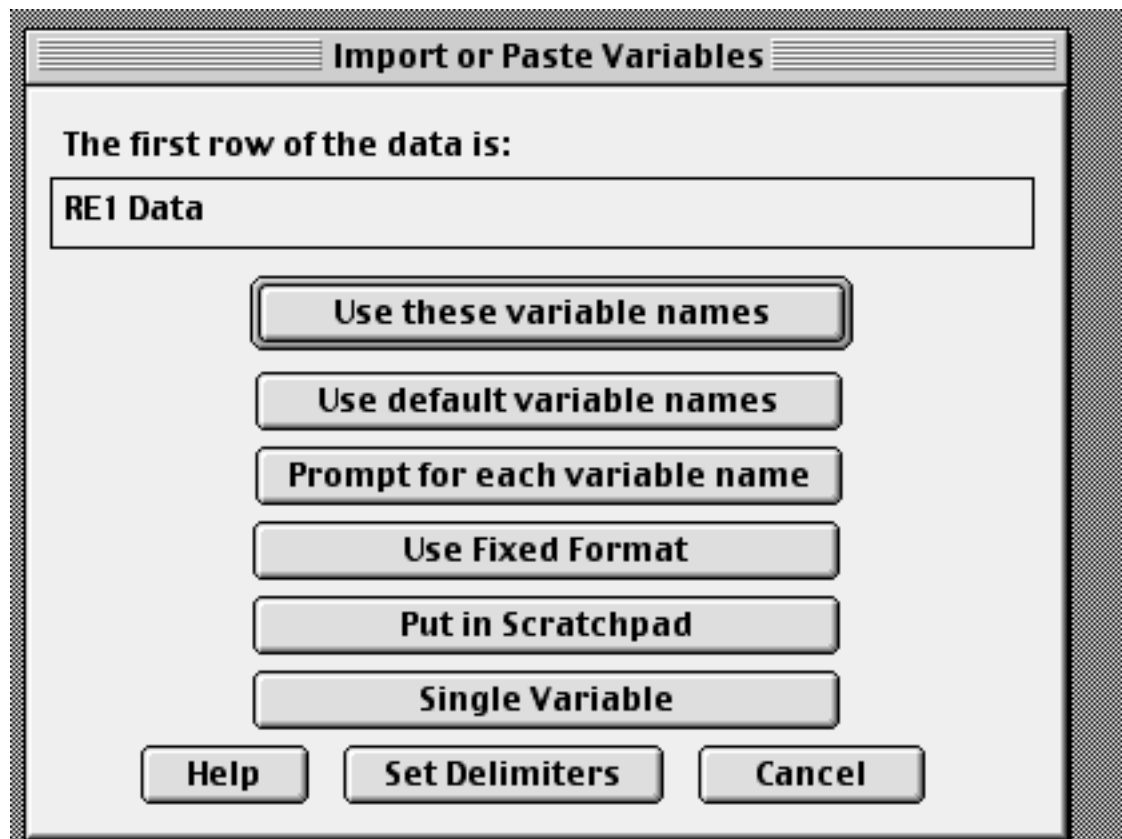 Import or Paste Variables
The first row of the data is:
RE1 Data
Use these variable names
Use default variable names
Prompt for each variable name
Use Fixed Format
Put in Scratchpad
Single Variable
Help Set Delimiters Cancel